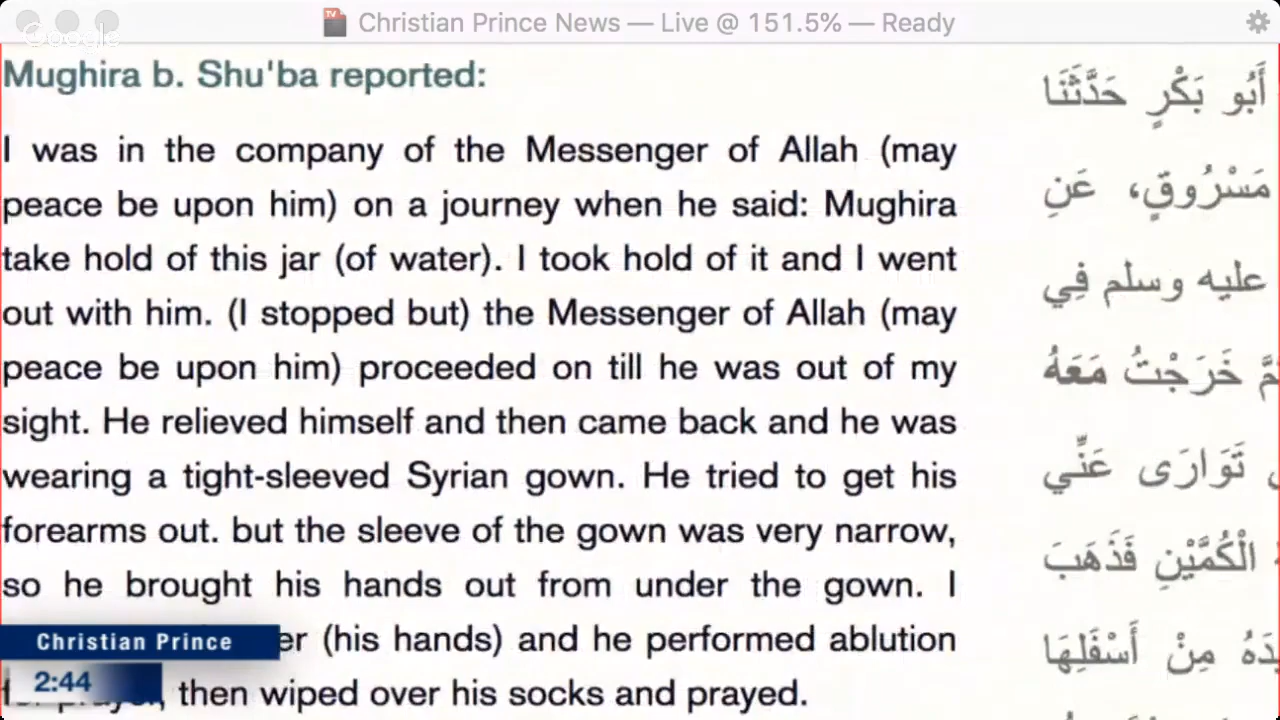 Christian Prince News — Live @ 151.5% — Ready
Google
Mughira b. Shu'ba reported:
I was in the company of the Messenger of Allah (may
peace be upon him) on a journey when he said: Mughira
take hold of this jar (of water). I took hold of it and I went
out with him. (I stopped but) the Messenger of Allah (may
peace be upon him) proceeded on till he was out of my
sight. He relieved himself and then came back and he was
wearing a tight-sleeved Syrian gown. He tried to get his
forearms out. but the sleeve of the gown was very narrow,
so he brought his hands out from under the gown. I
(his hands) and he performed ablution
then wiped over his socks and prayed.
أَبُو بَكْرٍ حَدَّثَنَا
مَسْرُوقٍ، عَنِ
عليه وسلم فِي
خَرَجْتُ مَعَهُ
تَوَارَى عَنِّي
الْكُمَّيْنِ فَذَهَبَ
مِنْ أَسْفَلِهَا
Christian Prince
2:44